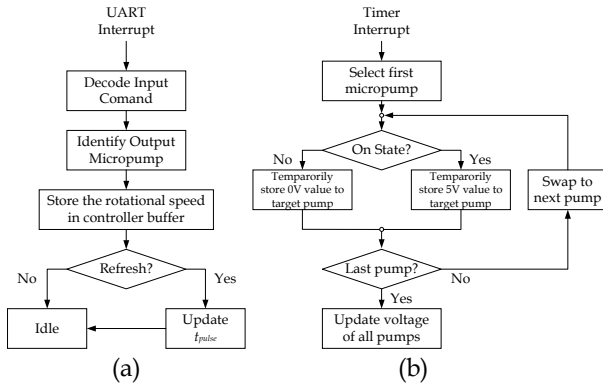 UART
Interrupt
Decode Input
Comand
Identify Output
Micropump
Store the rotational speed
in controller buffer
Refresh?
No
Yes
Idle
Update
tpulse
(a)
Timer
Interrupt
Select first
micropump
On State?
No
Yes
Temparorily
store 0V value to
target pump
Temparorily
store 5V value to
target pump
Swap to
next pump
Last pump?
No
Yes
Update voltage
of all pumps
(b)